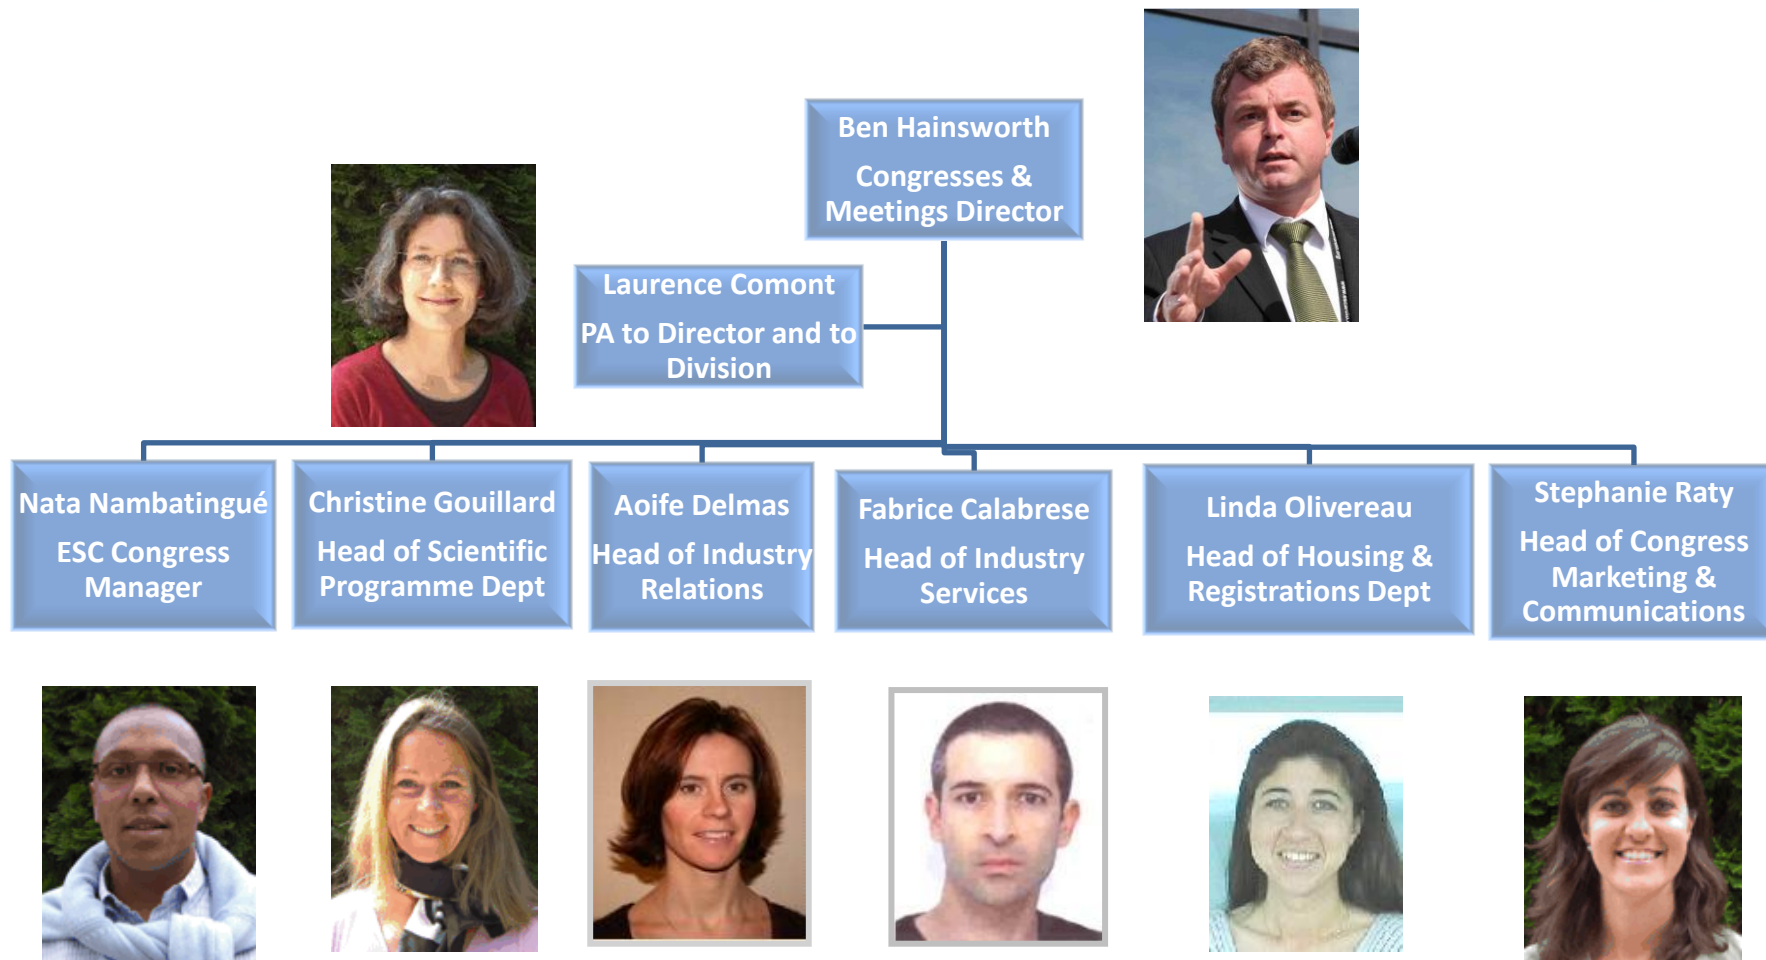 Ben Hainsworth
Congresses &
Meetings Director
Laurence Comont
PA to Director and to
Division
Nata Nambatingué
ESC Congress
Manager
Christine Gouillard
Head of Scientific
Programme Dept
Aoife Delmas
Head of Industry
Relations
Fabrice Calabrese
Head of Industry
Services
Linda Olivereau
Head of Housing &
Registrations Dept
Stephanie Raty
Head of Congress
Marketing &
Communications